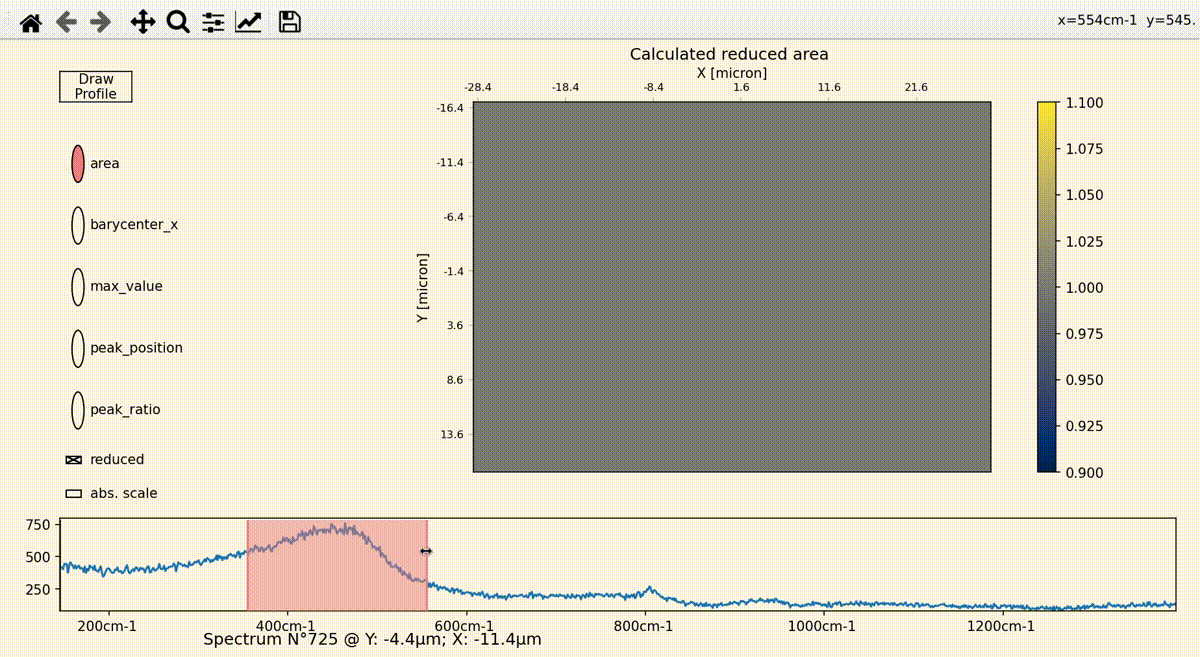 x=554cm-1 y=545.
Calculated reduced area
X [micron]
-28.4 -18.4 -8.4 1.6 11.6 21.6
Draw
Profile
area
barycenter_x
max_value
peak_position
peak_ratio
reduced
abs. scale
Y [micron]
-16.4
-11.4
-6.4
-1.4
3.6
8.6
13.6
1.100
1.075
1.050
1.025
1.000
0.975
0.950
0.925
0.900
750
500
250
200cm-1 400cm-1 600cm-1 800cm-1 1000cm-1 1200cm-1
Spectrum N°725 @ Y: -4.4μm; X: -11.4μm